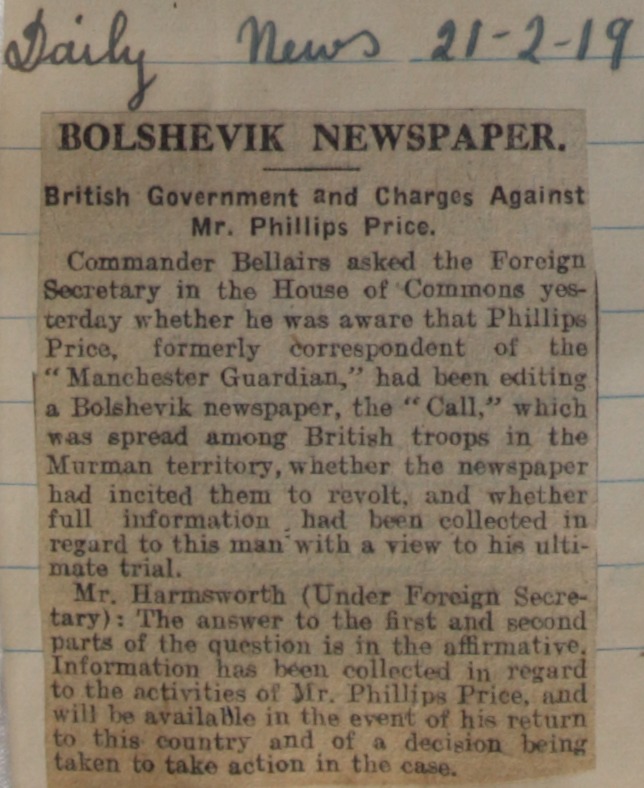 Daily News 21-2-19
BOLSHEVIK NEWSPAPER.
British Government and Charges Against
Mr. Phillips Price.
Commander Bellairs asked the Foreign
Secretary in the House of Commons yes-
terday whether he was aware that Phillips
Price, formerly correspondent of the
“Manchester Guardian,” had been editing
a Bolshevik newspaper, the “Call,” which
was spread among British troops in the
Murman territory, whether the newspaper
had incited them to revolt, and whether
full information had been collected in
regard to this man with a view to his ulti-
mate trial.
Mr. Harmsworth (Under Foreign Secre-
tary): The answer to the first and second
parts of the question is in the affirmative.
Information has been collected in regard
to the activities of Mr. Phillips Price, and
will be available in the event of his return
to this country and of a decision being
taken to take action in the case.